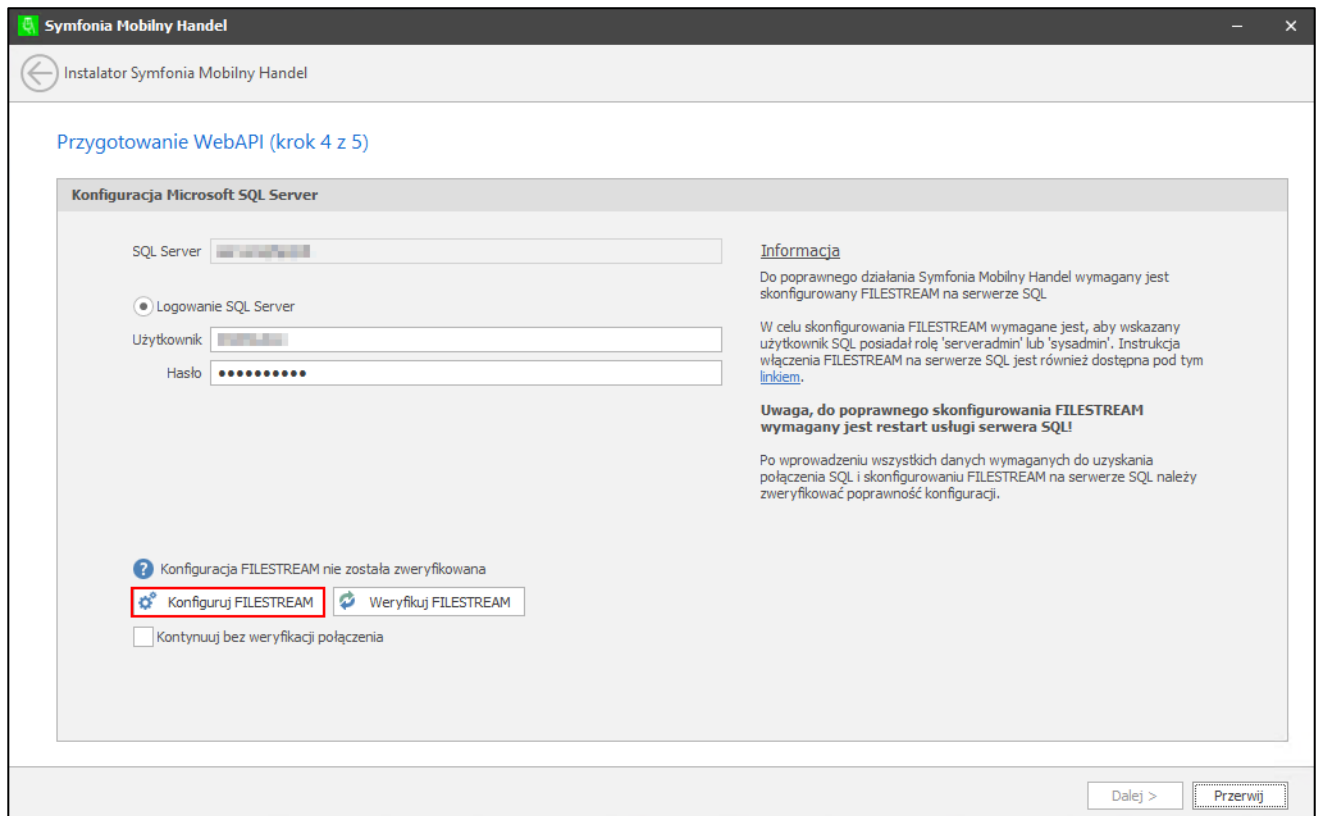 Symfonia Mobilny Handel
Instalator Symfonia Mobilny Handel
Przygotowanie WebAPI (krok 4 z 5)
Konfiguracja Microsoft SQL Server
SQL Server
Logowanie SQL Server
Użytkownik
Hasło
Informacja
Do poprawnego działania Symfonia Mobilny Handel wymagany jest
skonfigurowany FILESTREAM na serwerze SQL
W celu skonfigurowania FILESTREAM wymagane jest, aby wskazany
użytkownik SQL posiadał rolę 'serveradmin' lub 'sysadmin'. Instrukcja
włączenia FILESTREAM na serwerze SQL jest również dostępna pod tym
linkiem.
Uwaga, do poprawnego skonfigurowania FILESTREAM
wymagany jest restart usługi serwera SQL!
Po wprowadzeniu wszystkich danych wymaganych do uzyskania
połączenia SQL i skonfigurowaniu FILESTREAM na serwerze SQL należy
zweryfikować poprawność konfiguracji.
Konfiguracja FILESTREAM nie została zweryfikowana
Konfiguruj FILESTREAM
Weryfikuj FILESTREAM
Kontynuuj bez weryfikacji połączenia
Dalej >
Przerwij